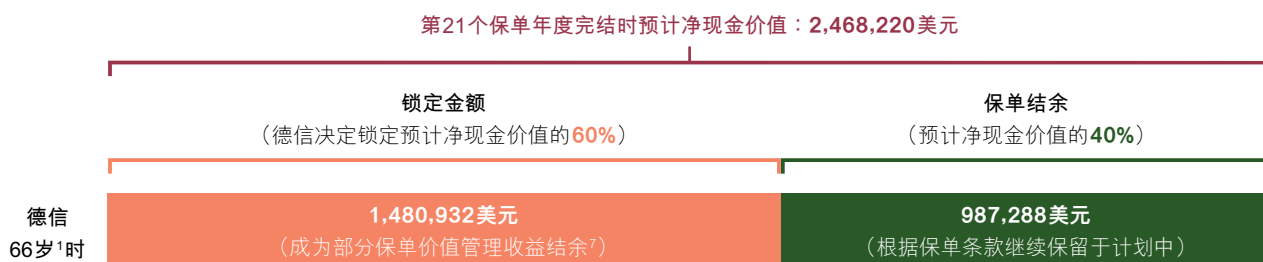 第21个保单年度完结时预计净现金价值：2,468,220美元
锁定金额
（德信决定锁定预计净现金价值的60%）
保单结余
（预计净现金价值的40%）
德信
66岁¹时
1,480,932美元
（成为部分保单价值管理收益结余⁷）
987,288美元
（根据保单条款继续保留于计划中）